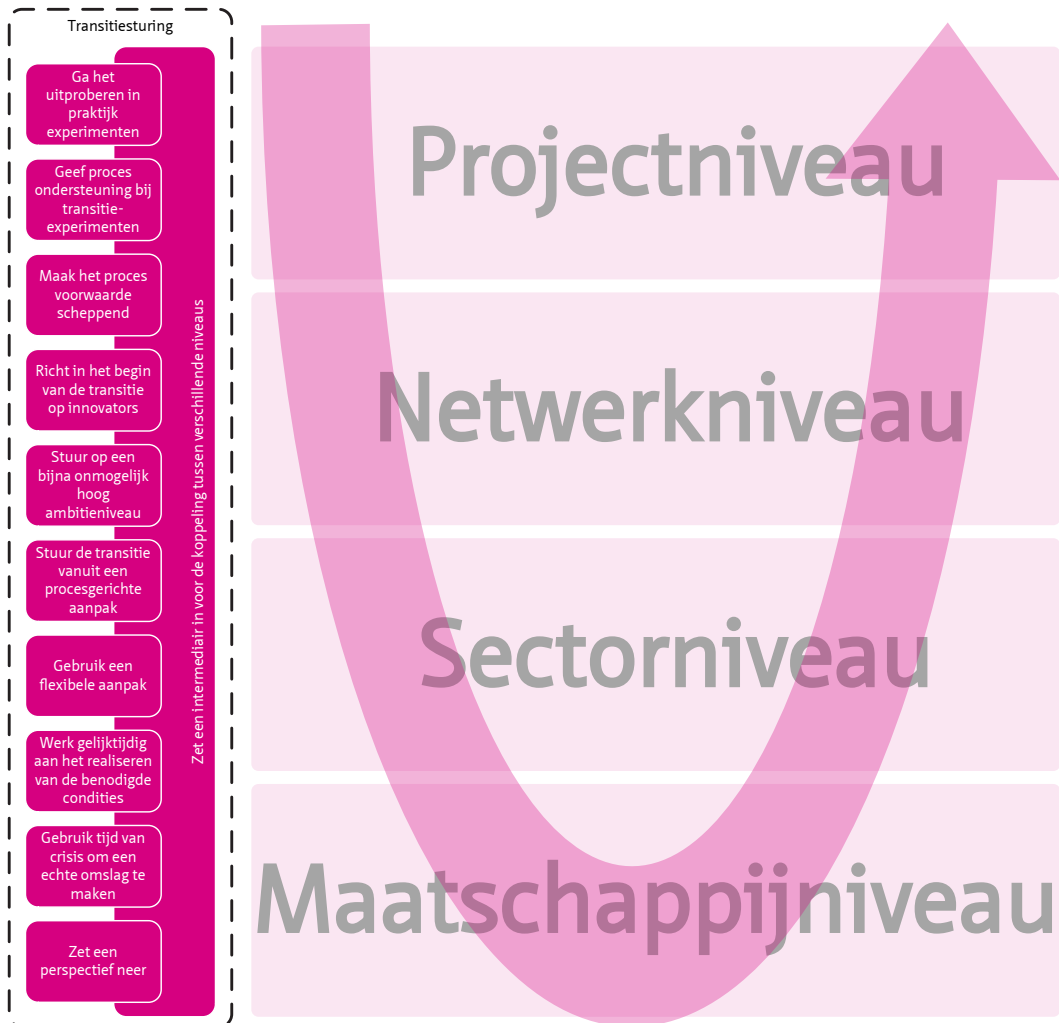 Transitiesturing
Ga het
uitproberen in
praktijk
experimenten
Geef proces
ondersteuning bij
transitie-
experimenten
Maak het proces
voorwaarde
scheppend
Richt in het begin
van de transitie
op innovators
Stuur op een
bijna onmogelijk
hoog
ambitieniveau
Stuur de transitie
vanuit een
procesgerichte
aanpak
Gebruik een
flexibele aanpak
Werk gelijktijdig
aan het realiseren
van de benodigde
condities
Gebruik tijd van
crisis om een
echte omslag te
maken
Zet een
perspectief neer
Zet een intermediair in voor de koppeling tussen verschillende niveaus
Projectniveau
Netwerkniveau
Sectorniveau
Maatschappijniveau